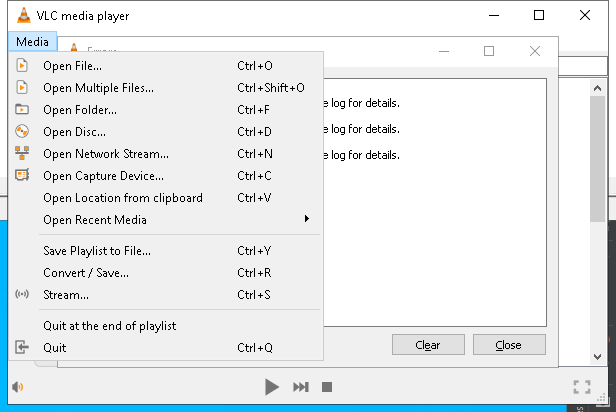 VLC media player
Media
Open File... Ctrl+O
Open Multiple Files... Ctrl+Shift+O
Open Folder... Ctrl+F
Open Disc... Ctrl+D
Open Network Stream... Ctrl+N
Open Capture Device... Ctrl+C
Open Location from clipboard Ctrl+V
Open Recent Media
Save Playlist to File... Ctrl+Y
Convert / Save... Ctrl+R
Stream... Ctrl+S
Quit at the end of playlist
Quit Ctrl+Q
log for details.
log for details.
log for details.
Clear
Close